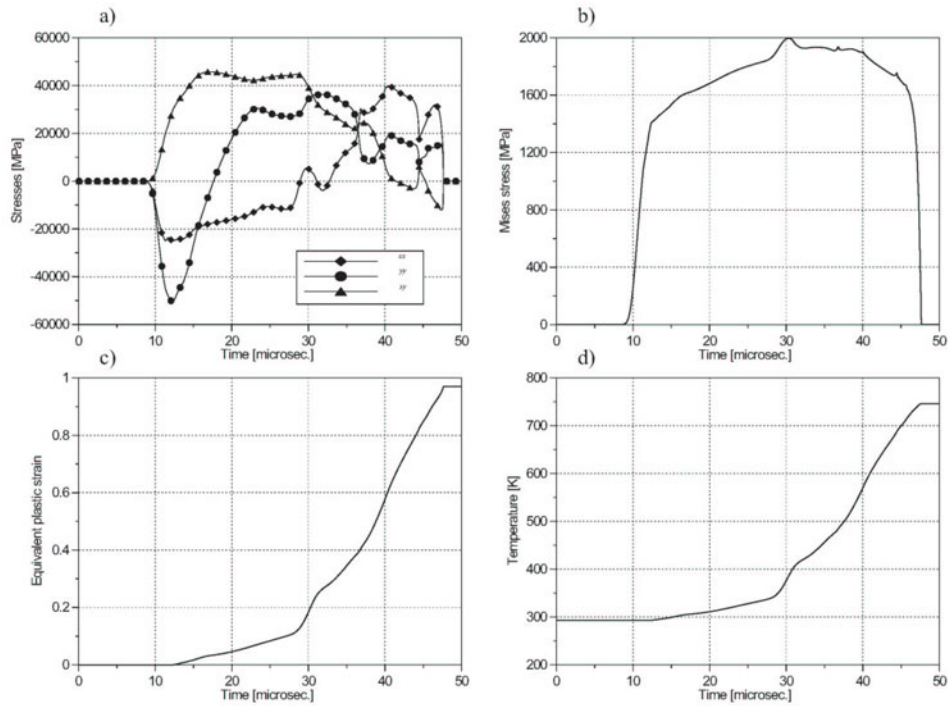 a)
60000
40000
20000
0
-20000
-40000
-60000
Stresses [MPa]
0 10 20 30 40 50
Time [microsec.]
b)
2000
1600
1200
800
400
0
Mises stress [MPa]
0 10 20 30 40 50
Time [microsec.]
c)
1
0.8
0.6
0.4
0.2
0
Equivalent plastic strain
0 10 20 30 40 50
Time [microsec.]
d)
800
700
600
500
400
300
200
Temperature [K]
0 10 20 30 40 50
Time [microsec.]